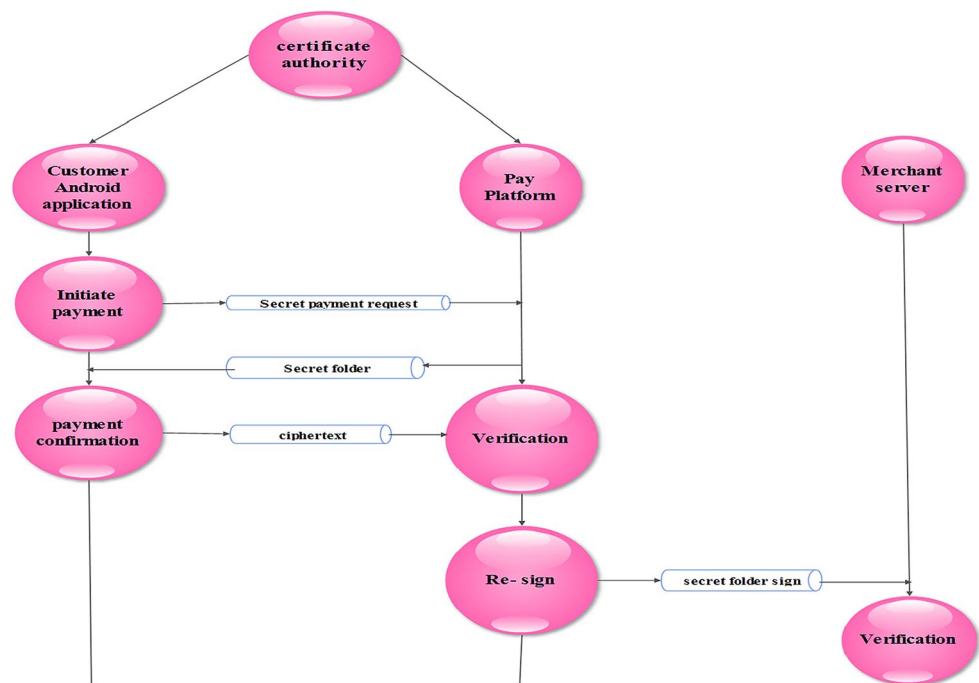 certificate
authority
Customer
Android
application
Pay
Platform
Merchant
server
Initiate
payment
Secret payment request
Secret folder
payment
confirmation
ciphertext
Verification
Re- sign
secret folder sign
Verification